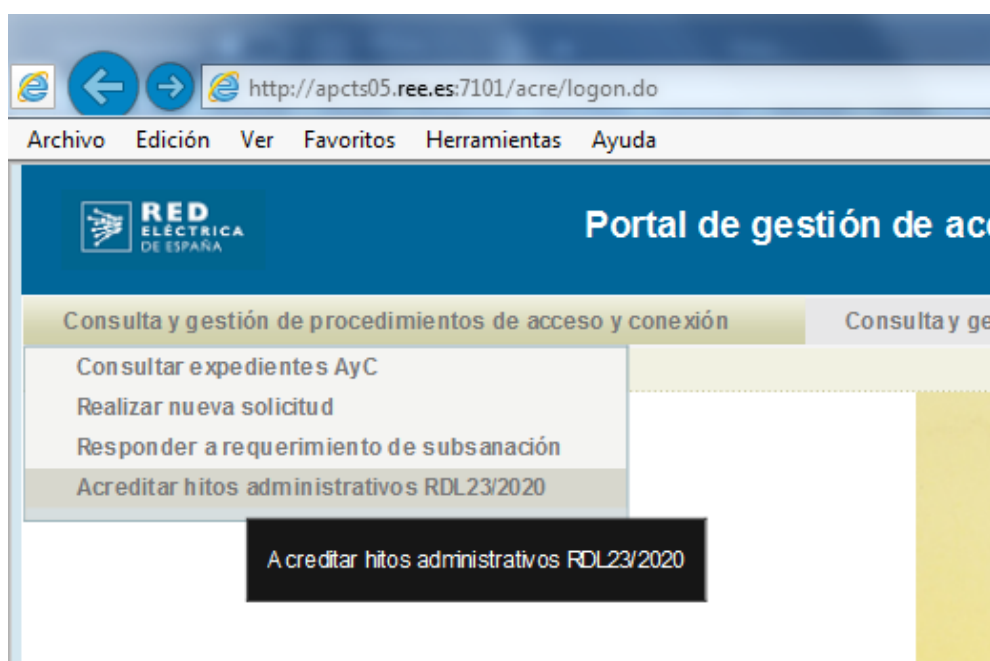 http://apcts05.ree.es:7101/acre/logon.do
Archivo Edición Ver Favoritos Herramientas Ayuda
RED
ELÉCTRICA
DE ESPAÑA
Portal de gestión de
Consulta y gestión de procedimientos de acceso y conexión Consulta y
Consultar expedientes AyC
Realizar nueva solicitud
Responder a requerimiento de subsanación
Acreditar hitos administrativos RDL23/2020
Acreditar hitos administrativos RDL23/2020